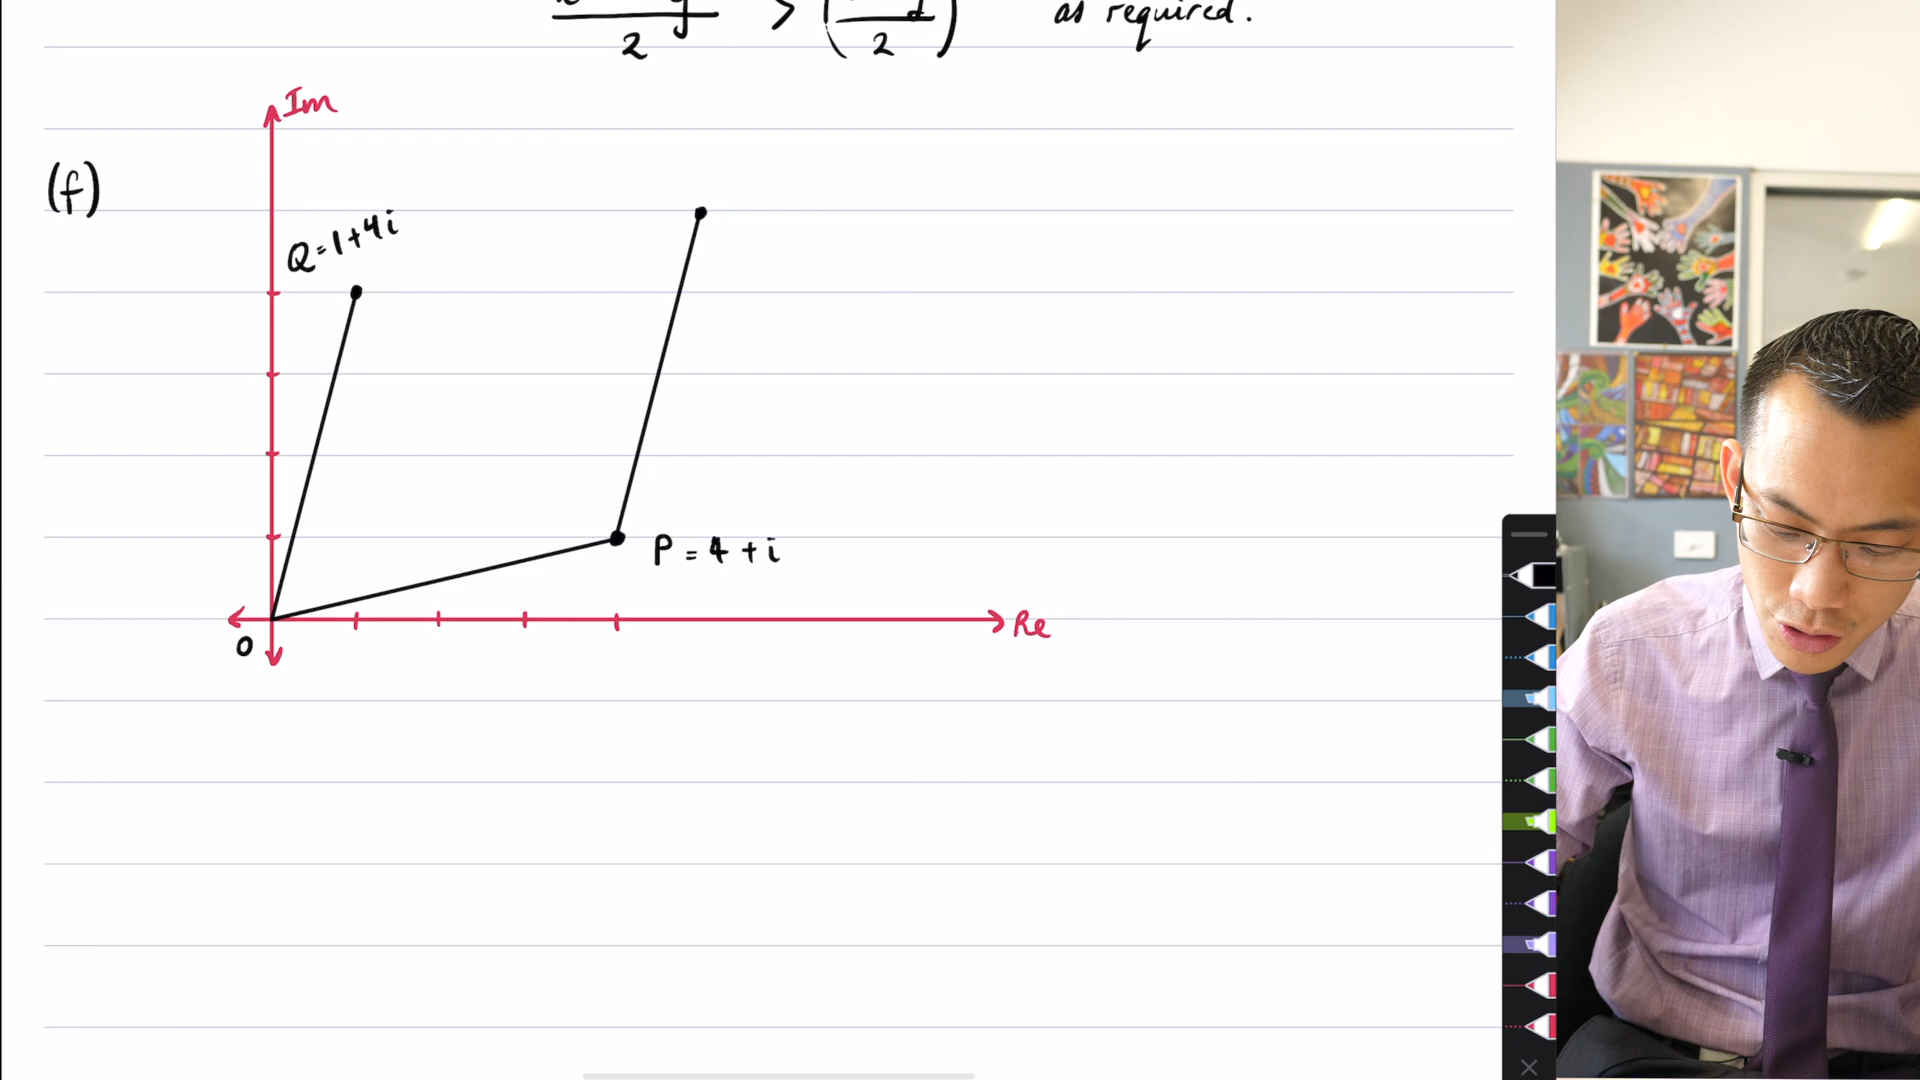 2 > ( 2 ) as required.
Im
(f)
Q=1+4i
P=4+i
O
Re